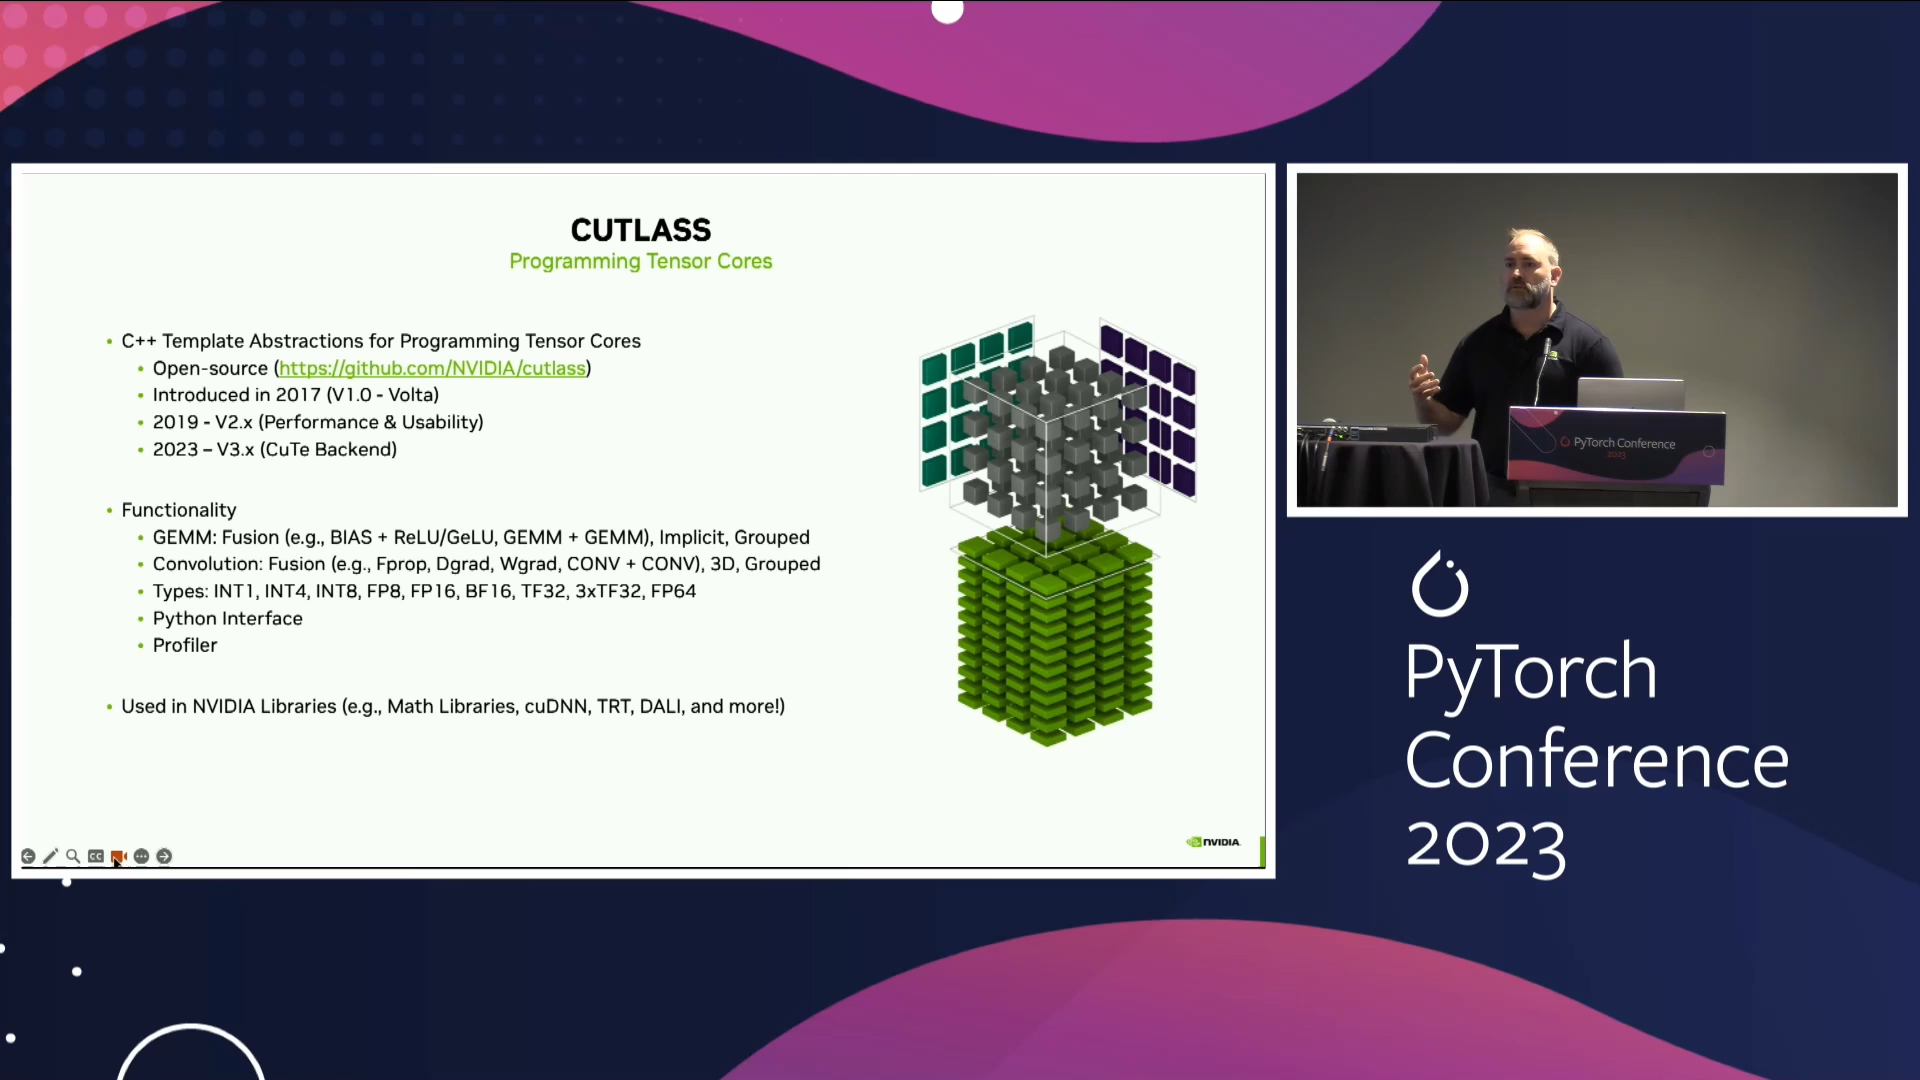 CUTLASS
Programming Tensor Cores
• C++ Template Abstractions for Programming Tensor Cores
• Open-source (https://github.com/NVIDIA/cutlass)
• Introduced in 2017 (V1.0 - Volta)
• 2019 - V2.x (Performance & Usability)
• 2023 – V3.x (CuTe Backend)
• Functionality
• GEMM: Fusion (e.g., BIAS + ReLU/GeLU, GEMM + GEMM), Implicit, Grouped
• Convolution: Fusion (e.g., Fprop, Dgrad, Wgrad, CONV + CONV), 3D, Grouped
• Types: INT1, INT4, INT8, FP8, FP16, BF16, TF32, 3xTF32, FP64
• Python Interface
• Profiler
• Used in NVIDIA Libraries (e.g., Math Libraries, cuDNN, TRT, DALI, and more!)
CC
NVIDIA
PyTorch Conference
2023
PyTorch
Conference
2023